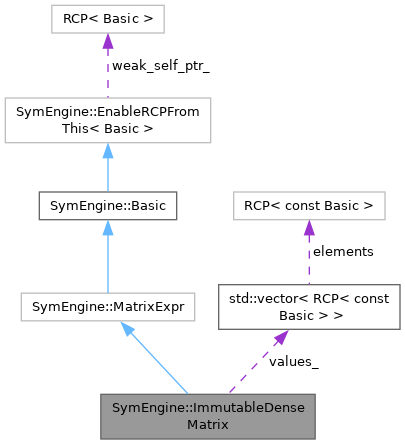 RCP< Basic >
weak_self_ptr_
SymEngine::EnableRCPFrom
This< Basic >
SymEngine::Basic
RCP< const Basic >
elements
SymEngine::MatrixExpr
std::vector< RCP< const
Basic > >
values_
SymEngine::ImmutableDense
Matrix